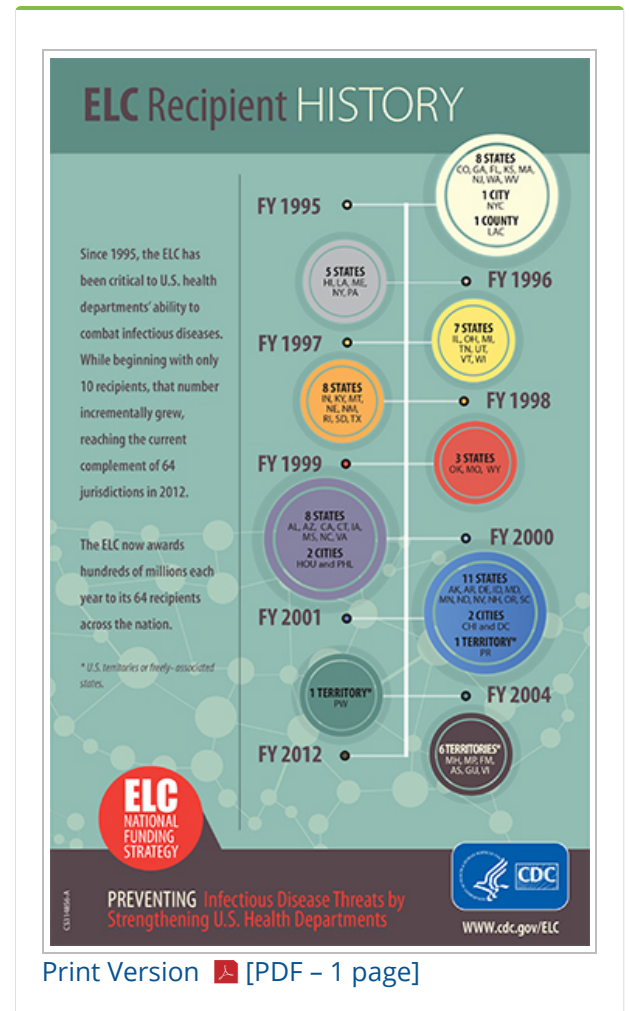 ELC Recipient HISTORY
Since 1995, the ELC has
been critical to U.S. health
departments' ability to
combat infectious diseases.
While beginning with only
10 recipients, that number
incrementally grew,
reaching the current
complement of 64
jurisdictions in 2012.
The ELC now awards
hundreds of millions each
year to its 64 recipients
across the nation.
* U.S. territories or freely- associated
states.
FY 1995
8 STATES
CO, GA, FL, KS, MA,
NJ, WA, WV
1 CITY
NYC
1 COUNTY
LAC
FY 1996
5 STATES
HI, LA, ME,
NY, PA
FY 1997
7 STATES
IL, OH, MI,
TN, UT,
VT, WI
FY 1998
8 STATES
IN, KY, MT,
NE, NM,
RI, SD, TX
FY 1999
3 STATES
OK, MO, WY
FY 2000
8 STATES
AL, AZ, CA, CT, IA,
MS, NC, VA
2 CITIES
HOU and PHL
FY 2001
11 STATES
AK, AR, DE, ID, MD,
MN, ND, NV, NH, OR, SC
2 CITIES
CHI and DC
1 TERRITORY*
PR
FY 2004
1 TERRITORY*
PW
FY 2012
6 TERRITORIES*
MH, MP, FM,
AS, GU, VI
ELC
NATIONAL
FUNDING
STRATEGY
CS314856-A
PREVENTING Infectious Disease Threats by
Strengthening U.S. Health Departments
CDC
WWW.cdc.gov/ELC
Print Version [PDF – 1 page]